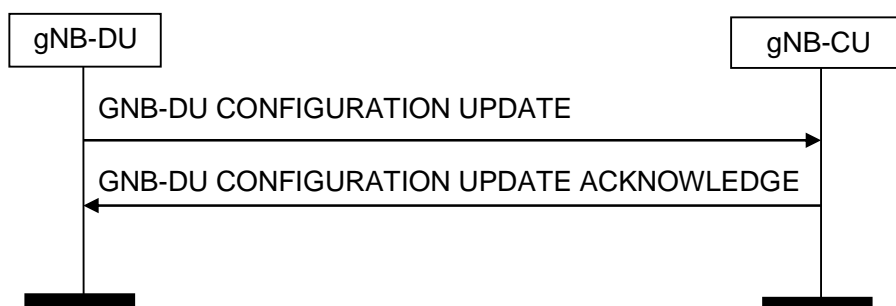 gNB-DU
gNB-CU
GNB-DU CONFIGURATION UPDATE
GNB-DU CONFIGURATION UPDATE ACKNOWLEDGE